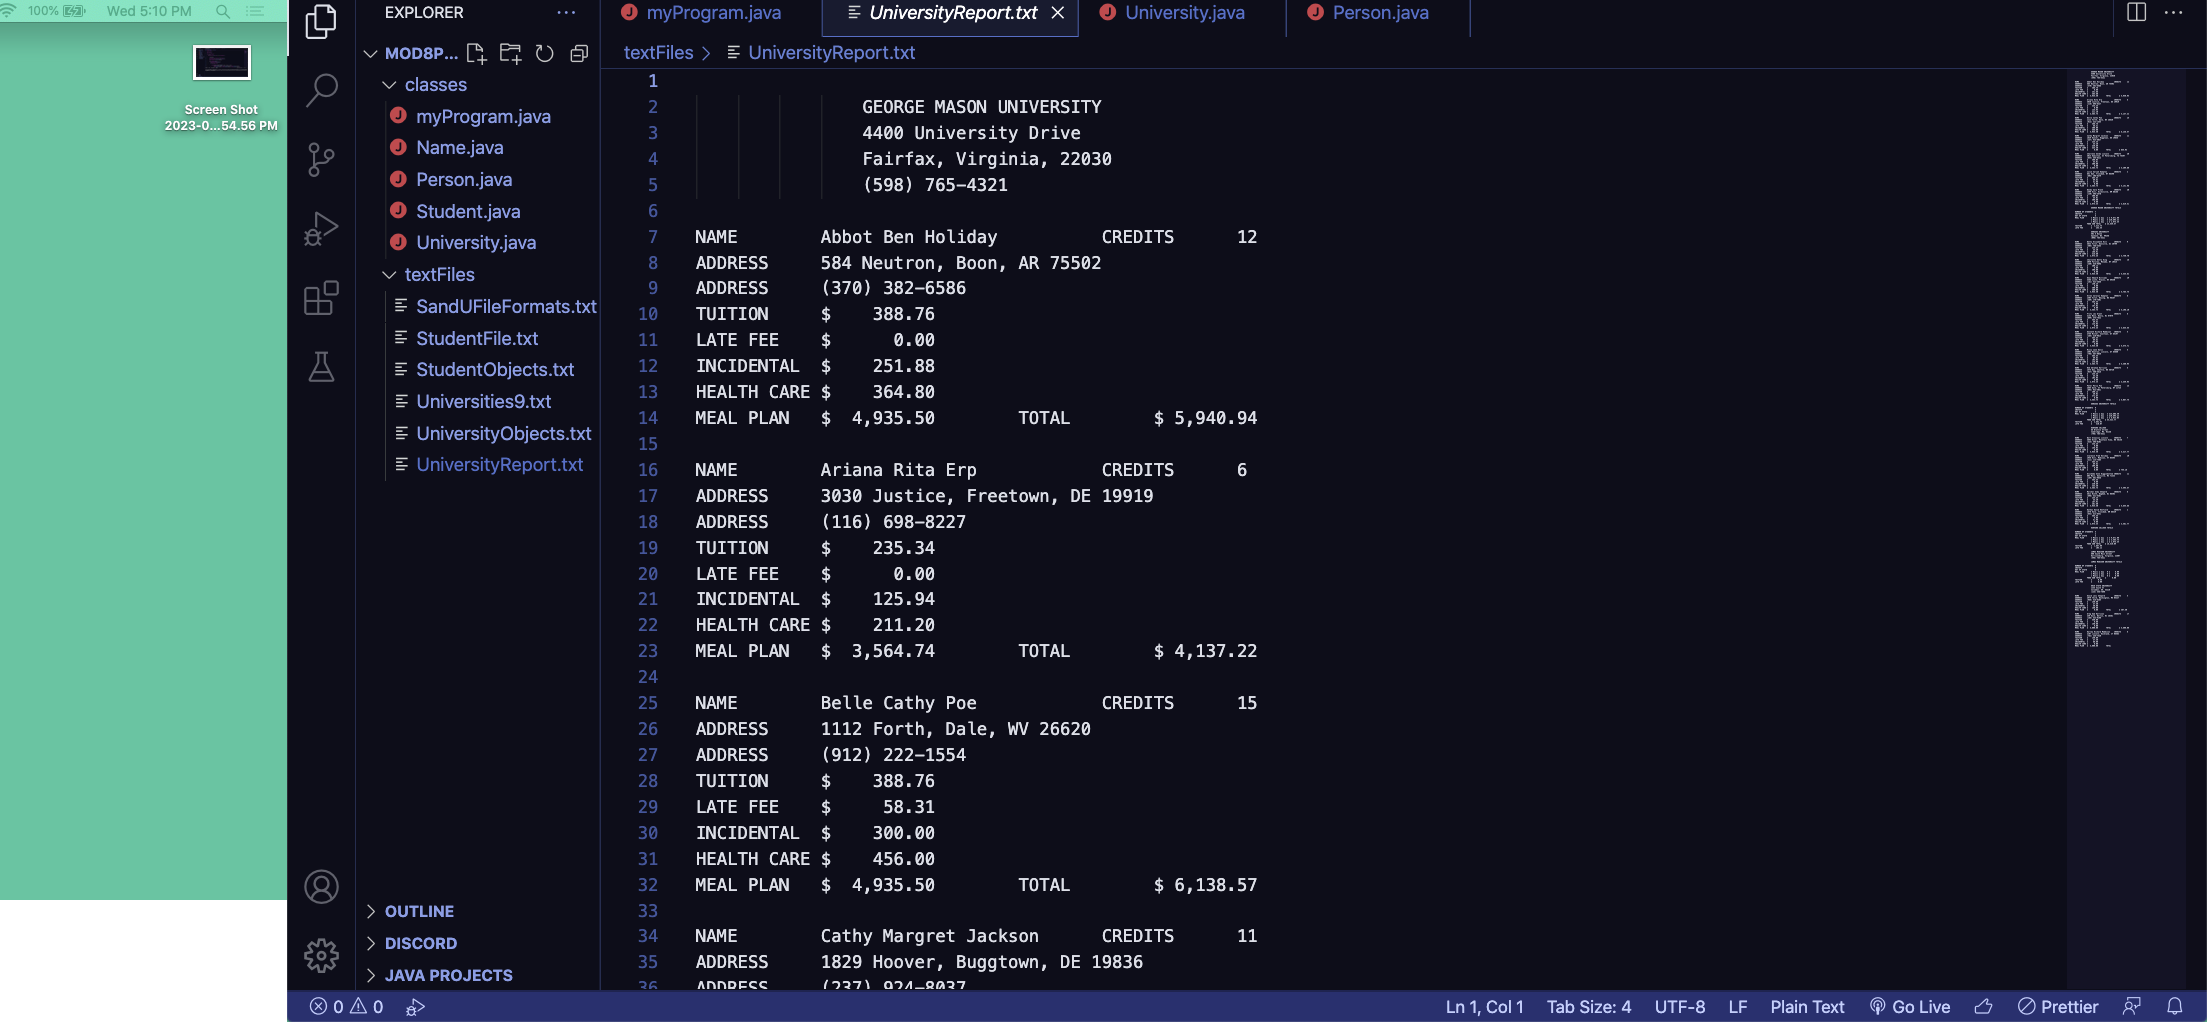 100% Wed 5:10 PM
Screen Shot
2023-0...54.56 PM
EXPLORER
MOD8P...
classes
myProgram.java
Name.java
Person.java
Student.java
University.java
textFiles
SandUFileFormats.txt
StudentFile.txt
StudentObjects.txt
Universities9.txt
UniversityObjects.txt
UniversityReport.txt
OUTLINE
DISCORD
JAVA PROJECTS
myProgram.java UniversityReport.txt University.java Person.java
textFiles > UniversityReport.txt
1
2 GEORGE MASON UNIVERSITY
3 4400 University Drive
4 Fairfax, Virginia, 22030
5 (598) 765-4321
6
7 NAME Abbot Ben Holiday CREDITS 12
8 ADDRESS 584 Neutron, Boon, AR 75502
9 ADDRESS (370) 382-6586
10 TUITION $ 388.76
11 LATE FEE $ 0.00
12 INCIDENTAL $ 251.88
13 HEALTH CARE $ 364.80
14 MEAL PLAN $ 4,935.50 TOTAL $ 5,940.94
15
16 NAME Ariana Rita Erp CREDITS 6
17 ADDRESS 3030 Justice, Freetown, DE 19919
18 ADDRESS (116) 698-8227
19 TUITION $ 235.34
20 LATE FEE $ 0.00
21 INCIDENTAL $ 125.94
22 HEALTH CARE $ 211.20
23 MEAL PLAN $ 3,564.74 TOTAL $ 4,137.22
24
25 NAME Belle Cathy Poe CREDITS 15
26 ADDRESS 1112 Forth, Dale, WV 26620
27 ADDRESS (912) 222-1554
28 TUITION $ 388.76
29 LATE FEE $ 58.31
30 INCIDENTAL $ 300.00
31 HEALTH CARE $ 456.00
32 MEAL PLAN $ 4,935.50 TOTAL $ 6,138.57
33
34 NAME Cathy Margret Jackson CREDITS 11
35 ADDRESS 1829 Hoover, Buggtown, DE 19836
36 ADDRESS (237) 924-8037
0 0 Ln 1, Col 1 Tab Size: 4 UTF-8 LF Plain Text Go Live Prettier